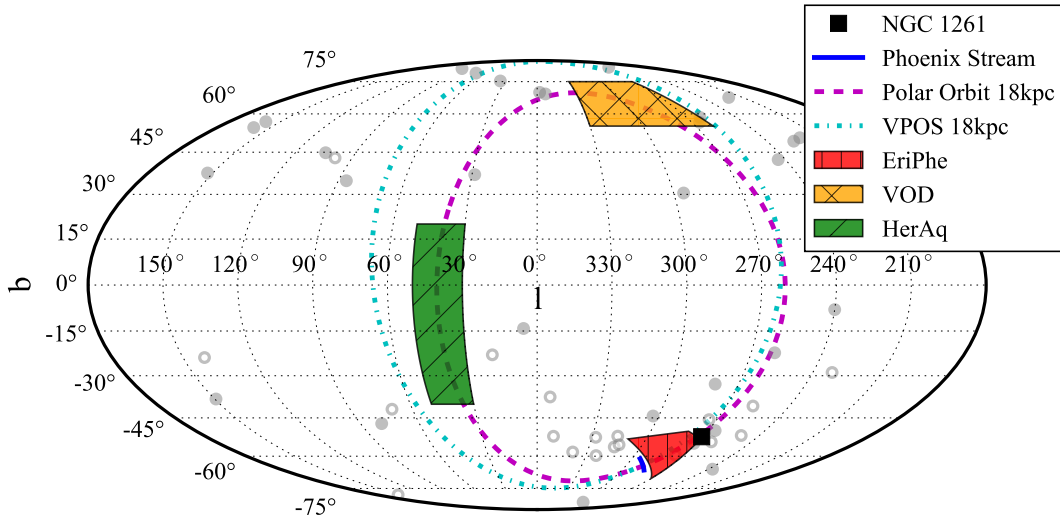 NGC 1261
Phoenix Stream
Polar Orbit 18kpc
VPOS 18kpc
EriPhe
VOD
HerAq
75°
60°
45°
30°
15°
0°
-15°
-30°
-45°
-60°
-75°
150° 120° 90° 60° 30° 0° 330° 300° 270° 240° 210°
b
l